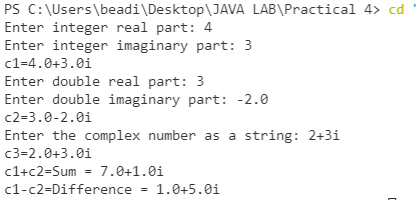 PS C:\Users\beadi\Desktop\JAVA LAB\Practical 4> cd '
Enter integer real part: 4
Enter integer imaginary part: 3
c1=4.0+3.0i
Enter double real part: 3
Enter double imaginary part: -2.0
c2=3.0-2.0i
Enter the complex number as a string: 2+3i
c3=2.0+3.0i
c1+c2=Sum = 7.0+1.0i
c1-c2=Difference = 1.0+5.0i